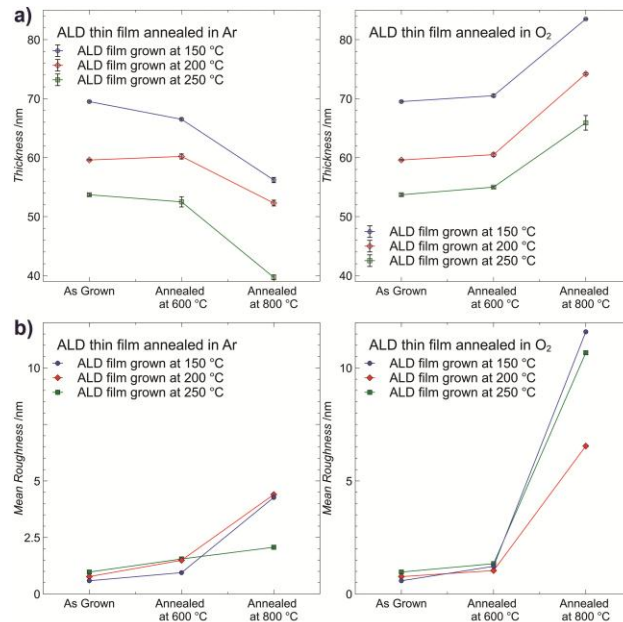 a)
ALD thin film annealed in Ar
ALD film grown at 150 °C
ALD film grown at 200 °C
ALD film grown at 250 °C
80
70
60
50
40
Thickness /nm
As Grown
Annealed
at 600 °C
Annealed
at 800 °C
ALD thin film annealed in O₂
80
70
60
50
40
Thickness /nm
ALD film grown at 150 °C
ALD film grown at 200 °C
ALD film grown at 250 °C
As Grown
Annealed
at 600 °C
Annealed
at 800 °C
b)
ALD thin film annealed in Ar
ALD film grown at 150 °C
ALD film grown at 200 °C
ALD film grown at 250 °C
10
5
2.5
0
Mean Roughness /nm
As Grown
Annealed
at 600 °C
Annealed
at 800 °C
ALD thin film annealed in O₂
ALD film grown at 150 °C
ALD film grown at 200 °C
ALD film grown at 250 °C
10
5
2.5
0
Mean Roughness /nm
As Grown
Annealed
at 600 °C
Annealed
at 800 °C